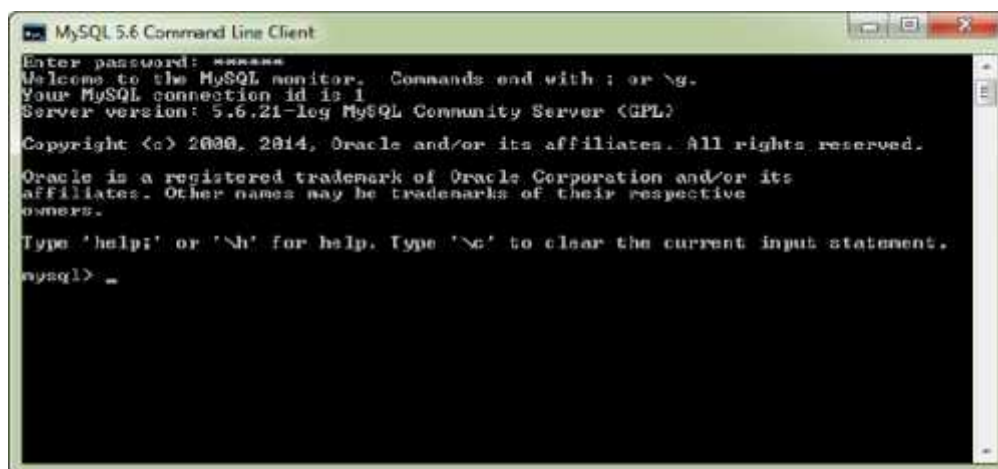 MySQL 5.6 Command Line Client
Enter password: ******
Welcome to the MySQL monitor.  Commands end with ; or \g.
Your MySQL connection id is 1
Server version: 5.6.21-log MySQL Community Server (GPL)
Copyright (c) 2000, 2014, Oracle and/or its affiliates. All rights reserved.
Oracle is a registered trademark of Oracle Corporation and/or its
affiliates. Other names may be trademarks of their respective
owners.
Type 'help;' or '\h' for help. Type '\c' to clear the current input statement.
mysql> _